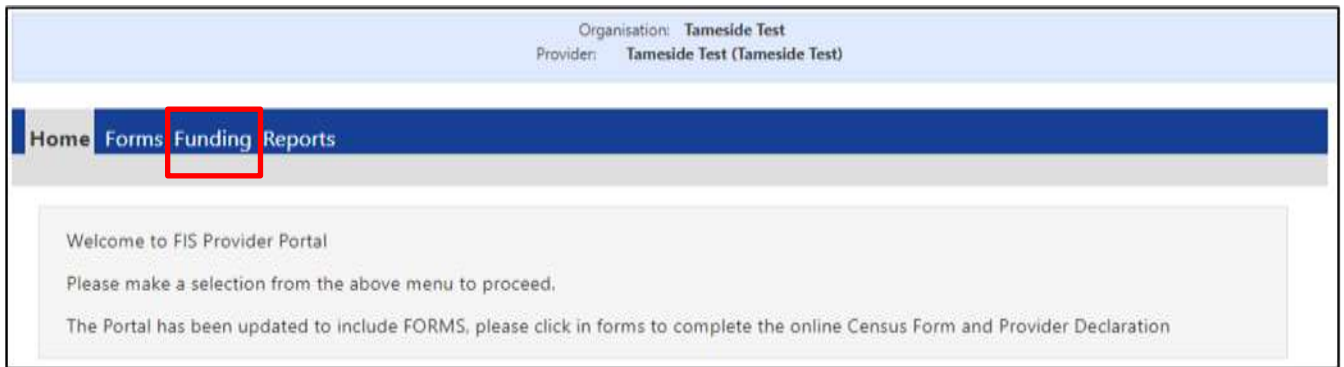 Organisation: Tameside Test
Provider: Tameside Test (Tameside Test)
Home Forms Funding Reports
Welcome to FIS Provider Portal
Please make a selection from the above menu to proceed.
The Portal has been updated to include FORMS, please click in forms to complete the online Census Form and Provider Declaration